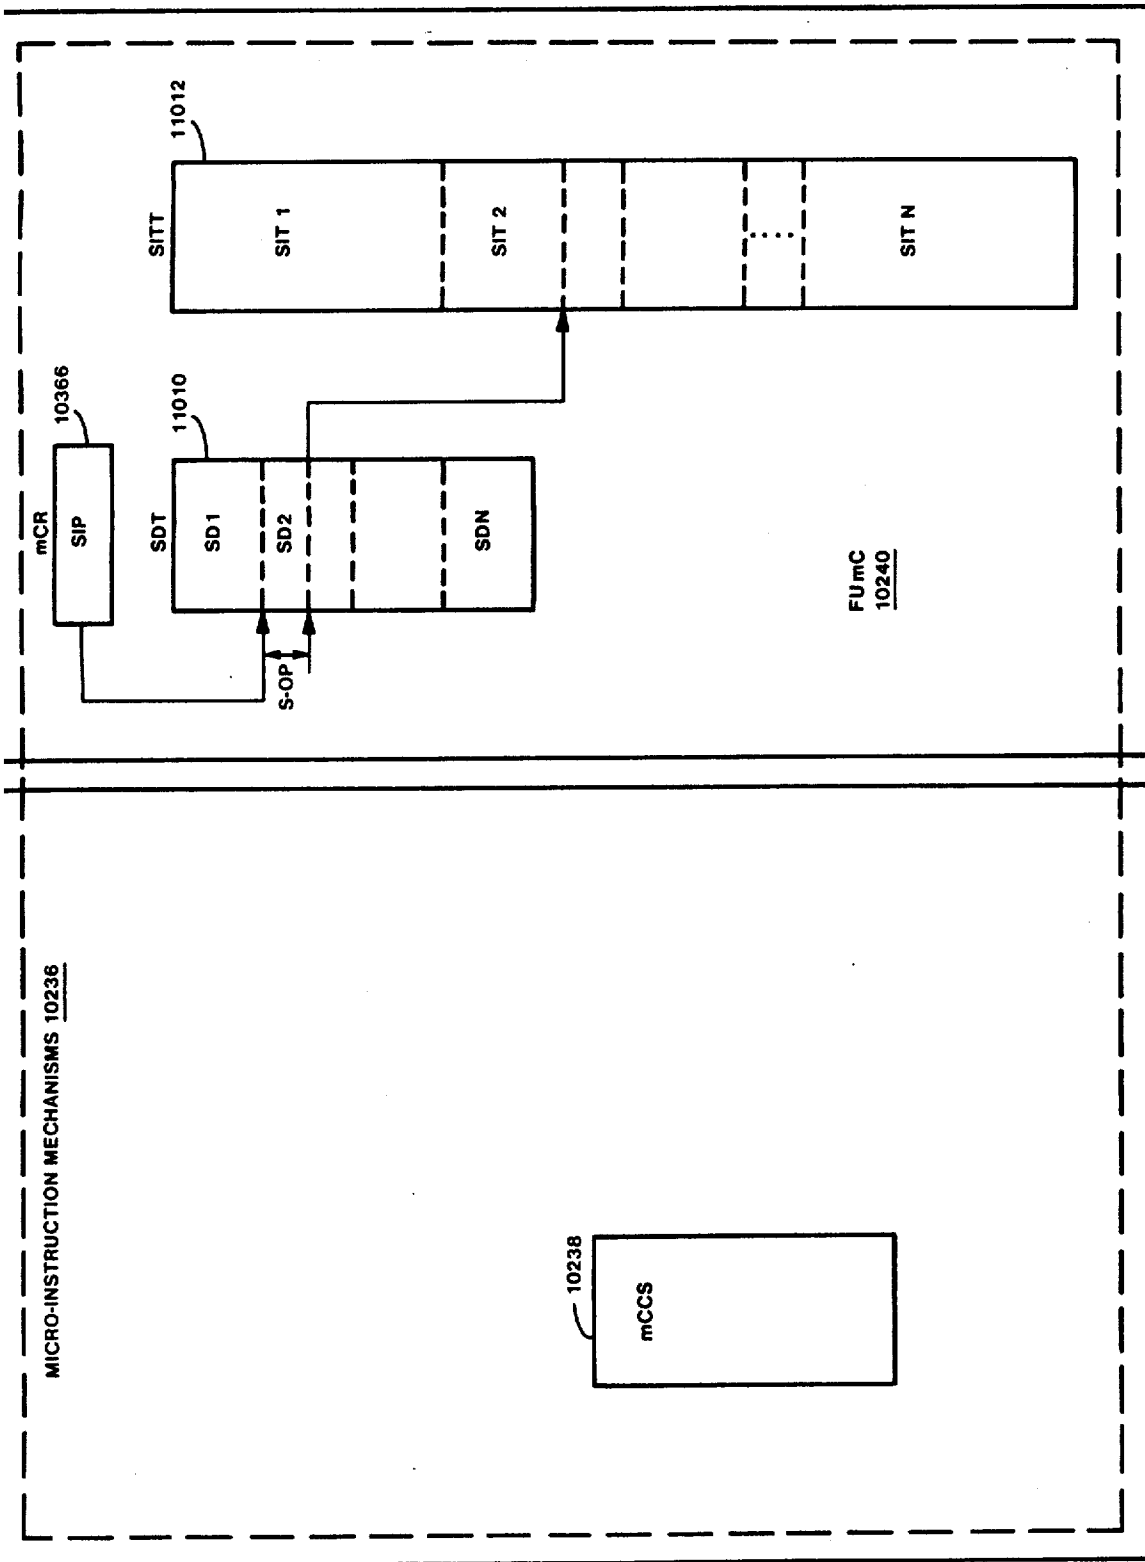 MICRO-INSTRUCTION MECHANISMS 10236
mCCS
10238
mCR
SIP
10366
SDT
11010
SD1
SD2
SDN
S-OP
SITT
11012
SIT 1
SIT 2
SIT N
FUmC
10240